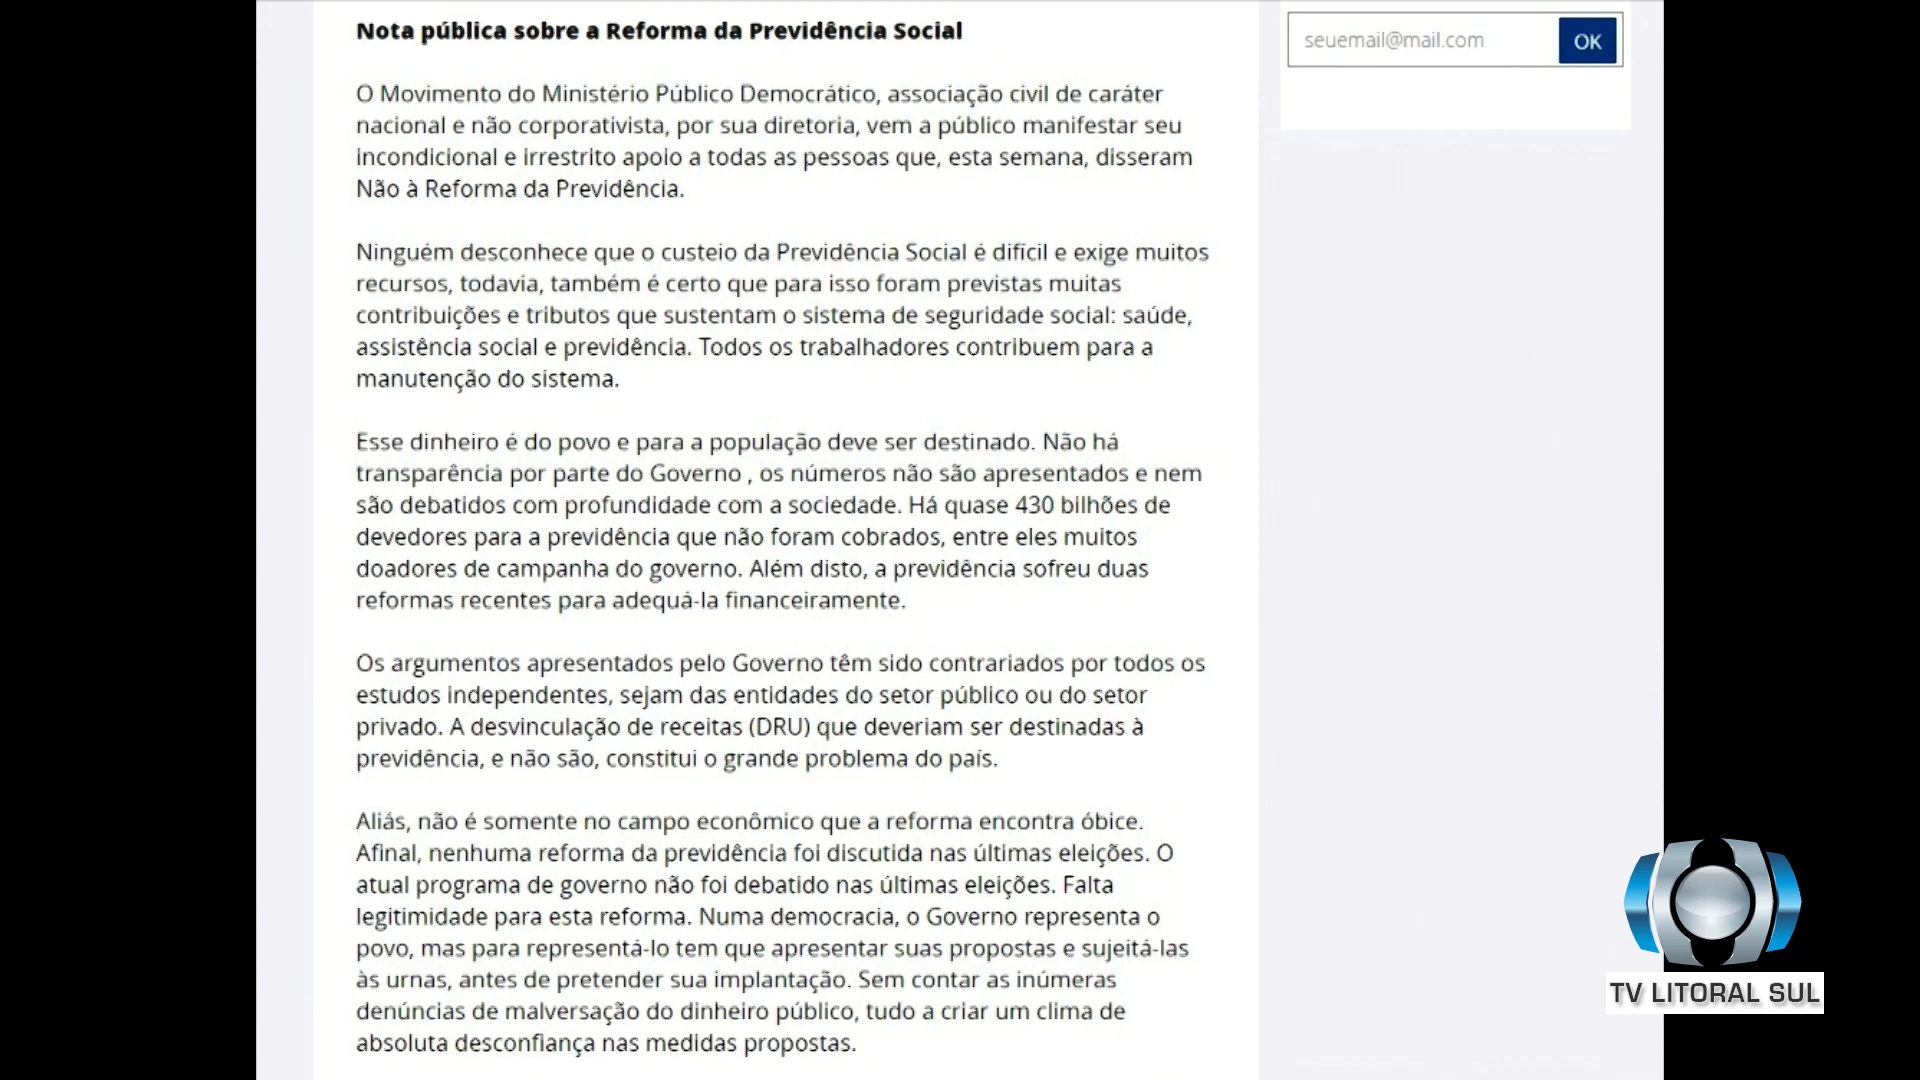 Nota pública sobre a Reforma da Previdência Social
seuemail@mail.com
OK
O Movimento do Ministério Público Democrático, associação civil de caráter
nacional e não corporativista, por sua diretoria, vem a público manifestar seu
incondicional e irrestrito apoio a todas as pessoas que, esta semana, disseram
Não à Reforma da Previdência.
Ninguém desconhece que o custeio da Previdência Social é difícil e exige muitos
recursos, todavia, também é certo que para isso foram previstas muitas
contribuições e tributos que sustentam o sistema de seguridade social: saúde,
assistência social e previdência. Todos os trabalhadores contribuem para a
manutenção do sistema.
Esse dinheiro é do povo e para a população deve ser destinado. Não há
transparência por parte do Governo , os números não são apresentados e nem
são debatidos com profundidade com a sociedade. Há quase 430 bilhões de
devedores para a previdência que não foram cobrados, entre eles muitos
doadores de campanha do governo. Além disto, a previdência sofreu duas
reformas recentes para adequá-la financeiramente.
Os argumentos apresentados pelo Governo têm sido contrariados por todos os
estudos independentes, sejam das entidades do setor público ou do setor
privado. A desvinculação de receitas (DRU) que deveriam ser destinadas à
previdência, e não são, constitui o grande problema do país.
Aliás, não é somente no campo econômico que a reforma encontra óbice.
Afinal, nenhuma reforma da previdência foi discutida nas últimas eleições. O
atual programa de governo não foi debatido nas últimas eleições. Falta
legitimidade para esta reforma. Numa democracia, o Governo representa o
povo, mas para representá-lo tem que apresentar suas propostas e sujeitá-las
às urnas, antes de pretender sua implantação. Sem contar as inúmeras
denúncias de malversação do dinheiro público, tudo a criar um clima de
absoluta desconfiança nas medidas propostas.
TV LITORAL SUL